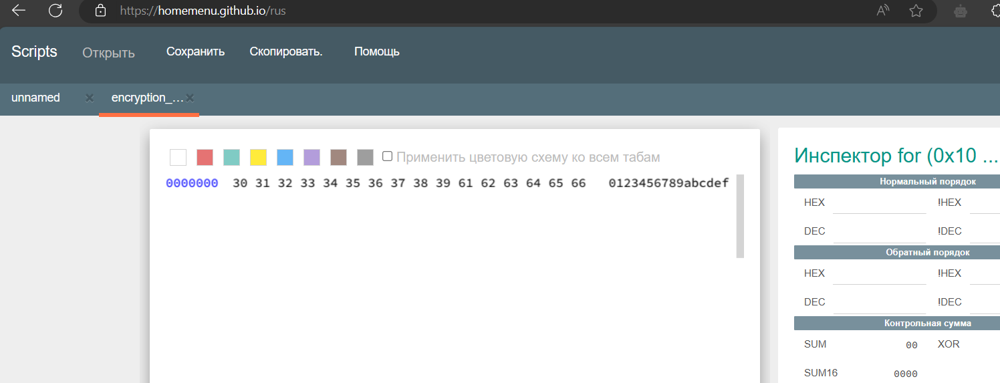 https://homemenu.github.io/rus
Scripts Открыть Сохранить Скопировать. Помощь
unnamed × encryption_... ×
Применить цветовую схему ко всем табам
0000000 30 31 32 33 34 35 36 37 38 39 61 62 63 64 65 66 0123456789abcdef
Инспектор for (0x10 ...
Нормальный порядок
HEX !HEX
DEC !DEC
Обратный порядок
HEX !HEX
DEC !DEC
Контрольная сумма
SUM 00 XOR
SUM16 0000